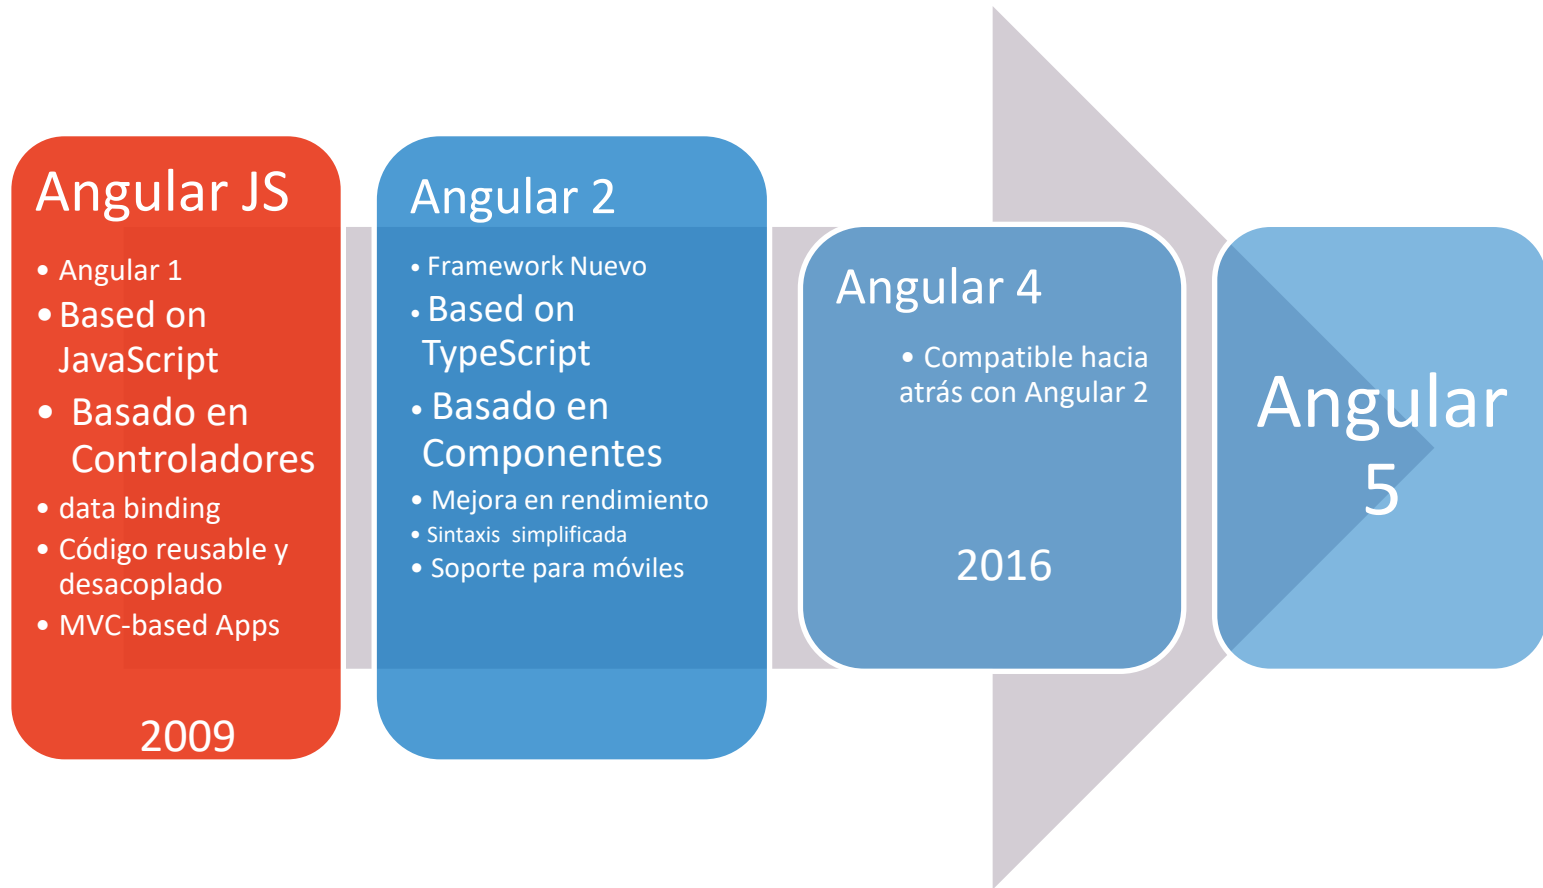 Angular JS
• Angular 1
• Based on
JavaScript
• Basado en
Controladores
• data binding
• Código reusable y
desacoplado
• MVC-based Apps
2009
Angular 2
• Framework Nuevo
• Based on
TypeScript
• Basado en
Componentes
• Mejora en rendimiento
• Sintaxis simplificada
• Soporte para móviles
Angular 4
• Compatible hacia
atrás con Angular 2
2016
Angular
5